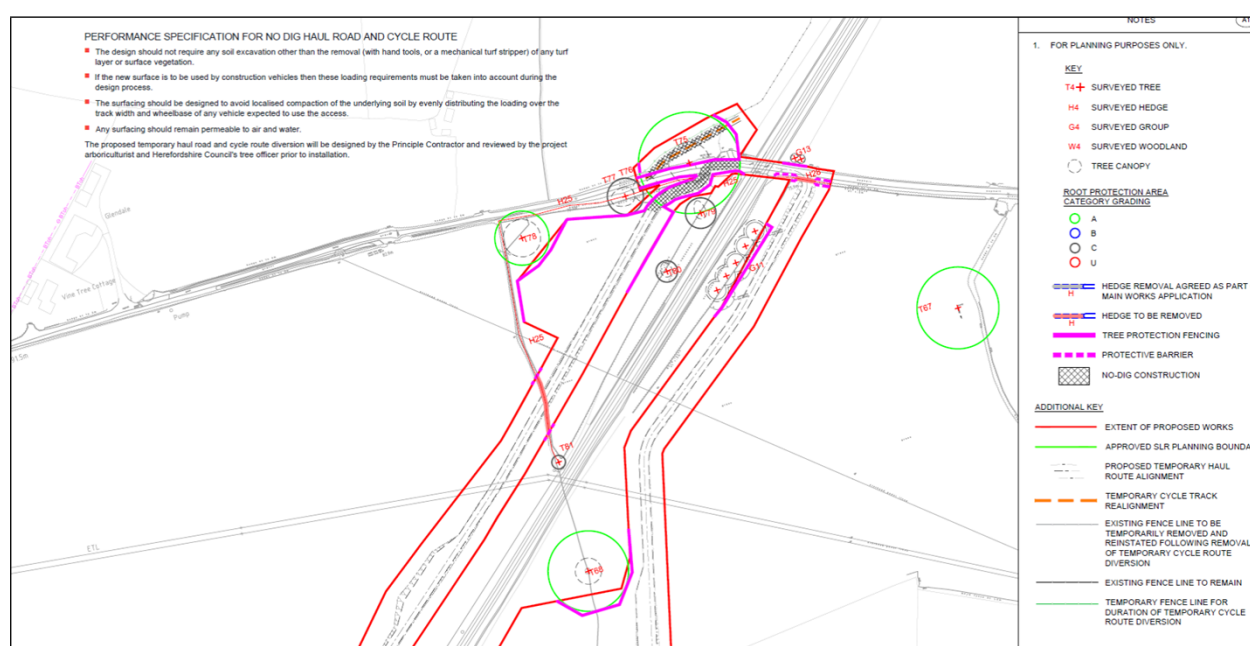 PERFORMANCE SPECIFICATION FOR NO DIG HAUL ROAD AND CYCLE ROUTE
The design should not require any soil excavation other than the removal (with hand tools, or a mechanical turf stripper) of any turf
layer or surface vegetation.
If the new surface is to be used by construction vehicles then these loading requirements must be taken into account during the
design process.
The surfacing should be designed to avoid localised compaction of the underlying soil by evenly distributing the loading over the
track width and wheelbase of any vehicle expected to use the access.
Any surfacing should remain permeable to air and water.
The proposed temporary haul road and cycle route diversion will be designed by the Principle Contractor and reviewed by the project
arboriculturist and Herefordshire Council's tree officer prior to installation.
T75
T76
T77
G13
H26
H25
H25
T78
T79
T80
G11
T67
H25
T81
T65
Glendale
Vine Tree Cottage
Pump
ETL
NOTES
1. FOR PLANNING PURPOSES ONLY.
KEY
T4 SURVEYED TREE
H4 SURVEYED HEDGE
G4 SURVEYED GROUP
W4 SURVEYED WOODLAND
TREE CANOPY
ROOT PROTECTION AREA
CATEGORY GRADING
A
B
C
U
HEDGE REMOVAL AGREED AS PART
H MAIN WORKS APPLICATION
HEDGE TO BE REMOVED
H
TREE PROTECTION FENCING
PROTECTIVE BARRIER
NO-DIG CONSTRUCTION
ADDITIONAL KEY
EXTENT OF PROPOSED WORKS
APPROVED SLR PLANNING BOUNDA
PROPOSED TEMPORARY HAUL
ROUTE ALIGNMENT
TEMPORARY CYCLE TRACK
REALIGNMENT
EXISTING FENCE LINE TO BE
TEMPORARILY REMOVED AND
REINSTATED FOLLOWING REMOVAL
OF TEMPORARY CYCLE ROUTE
DIVERSION
EXISTING FENCE LINE TO REMAIN
TEMPORARY FENCE LINE FOR
DURATION OF TEMPORARY CYCLE
ROUTE DIVERSION